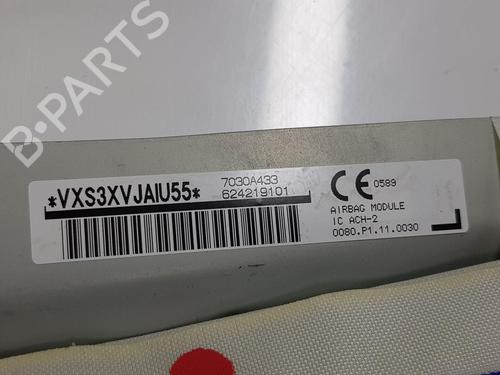 B-PARTS
*VXS3XVJAIU55*
7030A433
624219101
CE 0589
AIRBAG MODULE
IC ACH-2
0080.P1.11.0030